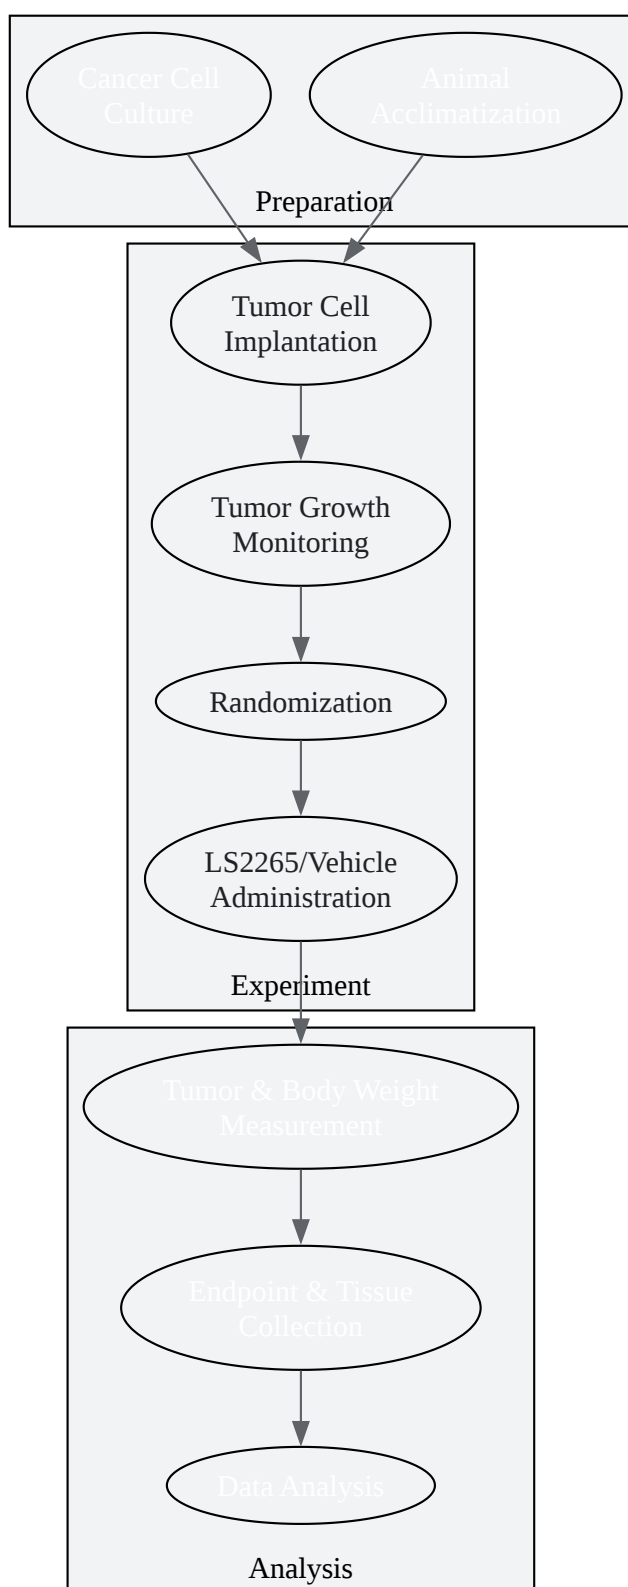 Cancer Cell
Culture
Animal
Acclimatization
Preparation
Tumor Cell
Implantation
Tumor Growth
Monitoring
Randomization
LS2265/Vehicle
Administration
Experiment
Tumor & Body Weight
Measurement
Endpoint & Tissue
Collection
Data Analysis
Analysis